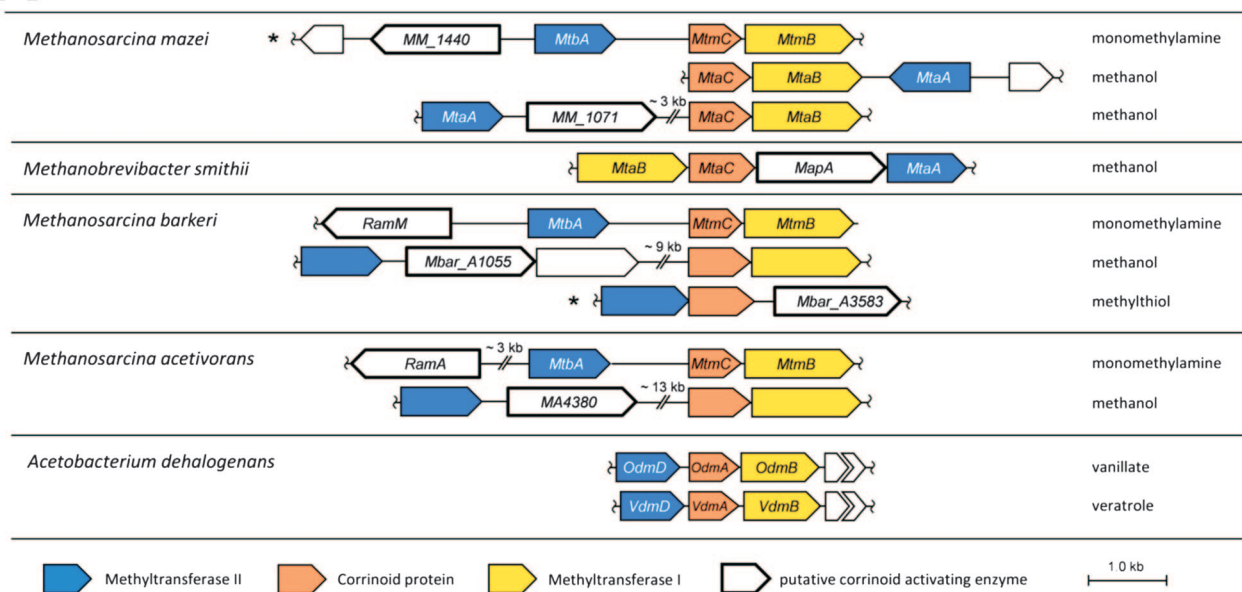 Methanosarcina mazei * MM_1440 MtbA MtmC MtmB monomethylamine
MtaC MtaB MtaA methanol
MtaA MM_1071 ~ 3 kb MtaC MtaB methanol
Methanobrevibacter smithii MtaB MtaC MapA MtaA methanol
Methanosarcina barkeri RamM MtbA MtmC MtmB monomethylamine
Mbar_A1055 ~ 9 kb methanol
* Mbar_A3583 methylthiol
Methanosarcina acetivorans RamA ~ 3 kb MtbA MtmC MtmB monomethylamine
MA4380 ~ 13 kb methanol
Acetobacterium dehalogenans OdmD OdmA OdmB vanillate
VdmD VdmA VdmB veratrole
Methyltransferase II Corrinoid protein Methyltransferase I putative corrinoid activating enzyme 1.0 kb